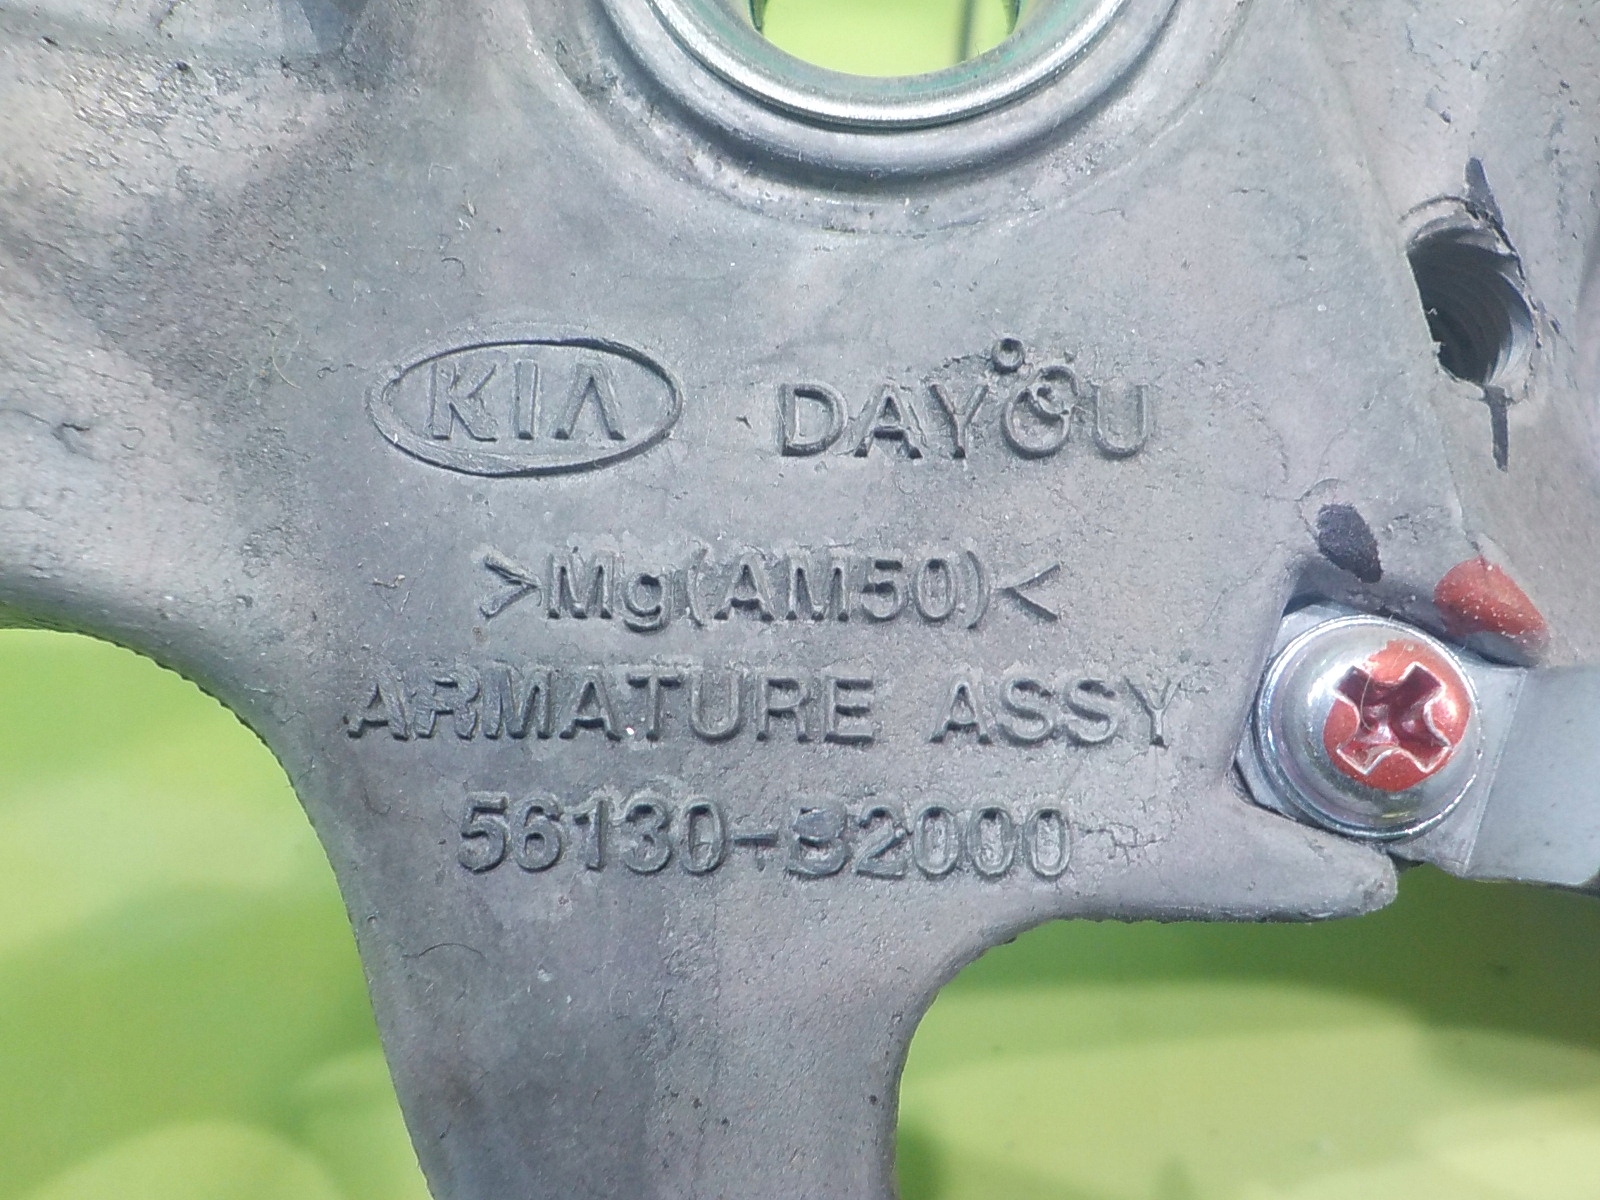 KIA DAYOU
>Mg(AM50)<
ARMATURE ASSY
56130-B2000